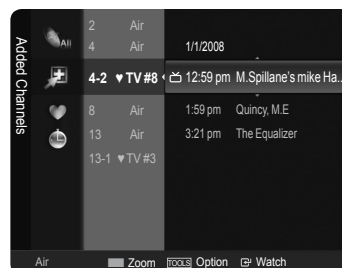 Added Channels
All
2 Air
4 Air 1/1/2008
4-2 ♥ TV #8 12:59 pm M.Spillane's mike Ha..
8 Air 1:59 pm Quincy, M.E
13 Air 3:21 pm The Equalizer
13-1 ♥ TV #3
Air Zoom TOOLS Option Watch